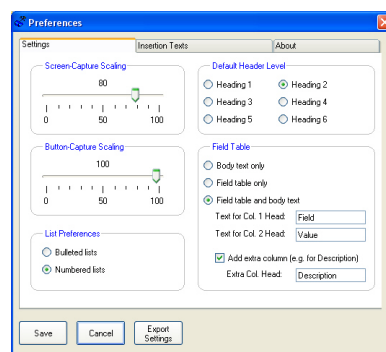 Preferences
Settings
Insertion Texts
About
Screen-Capture Scaling
80
0 50 100
Button-Capture Scaling
100
0 50 100
List Preferences
Bulleted lists
Numbered lists
Default Header Level
Heading 1 Heading 2
Heading 3 Heading 4
Heading 5 Heading 6
Field Table
Body text only
Field table only
Field table and body text
Text for Col. 1 Head: Field
Text for Col. 2 Head: Value
Add extra column (e.g. for Description)
Extra Col. Head: Description
Save
Cancel
Export
Settings